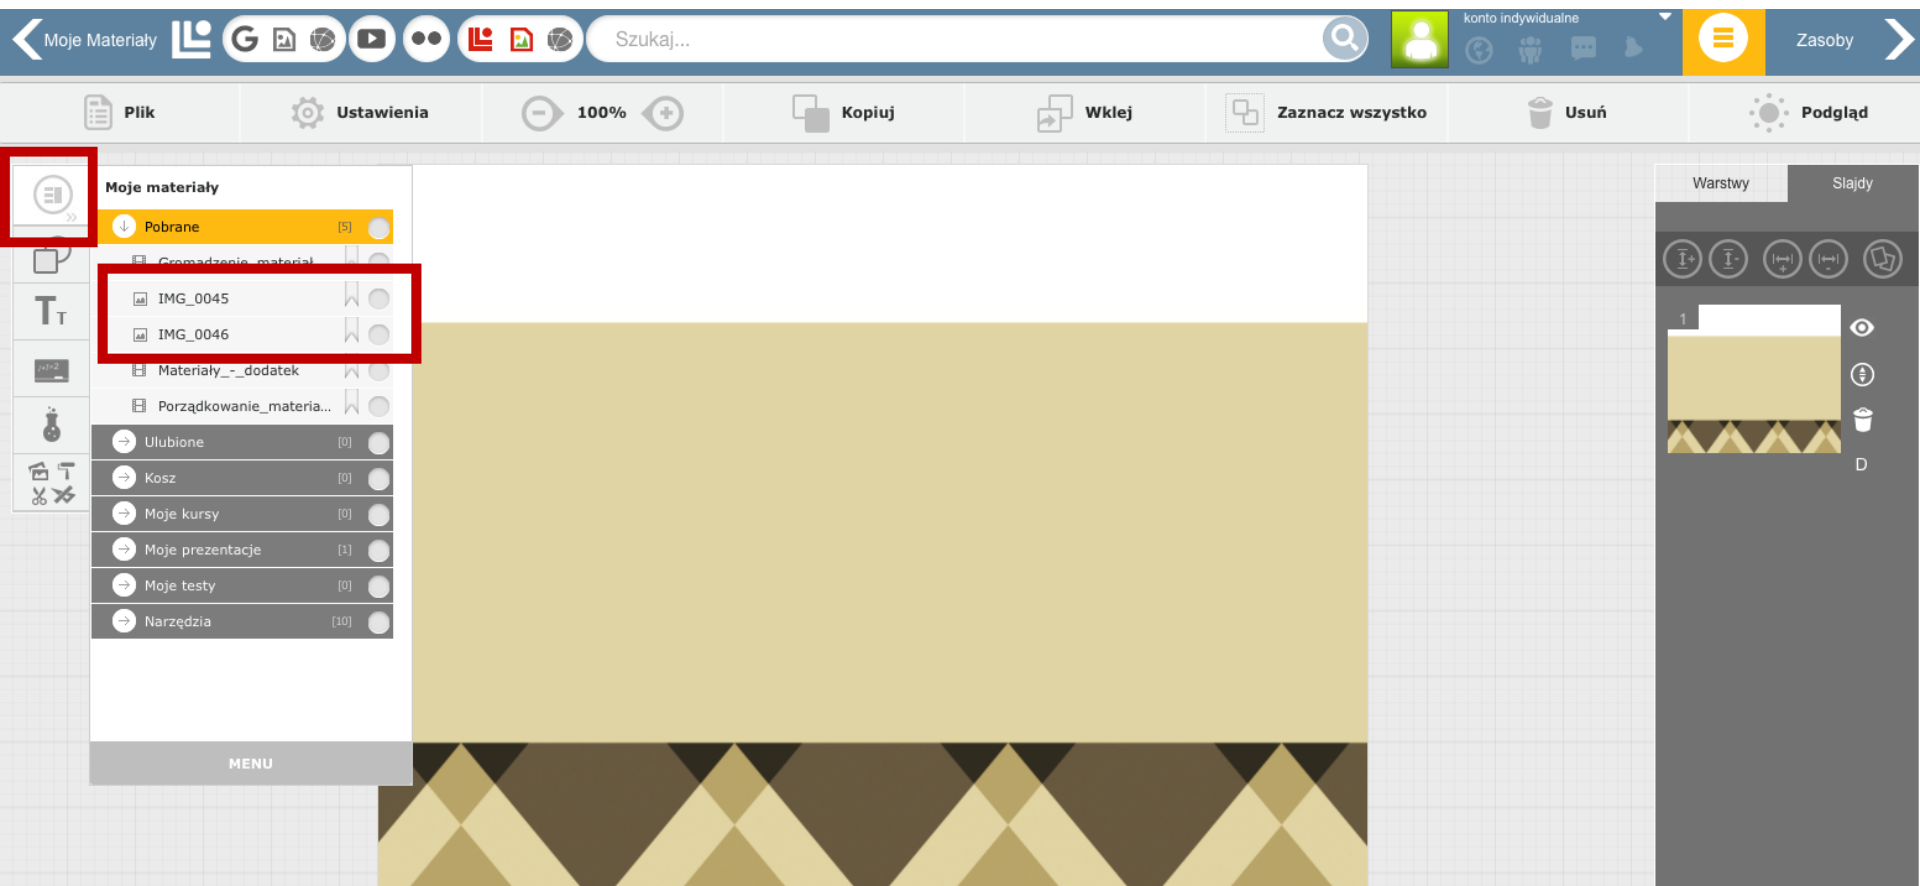 Moje Materiały
Szukaj...
konto indywidualne
Zasoby
Plik
Ustawienia
100%
Kopiuj
Wklej
Zaznacz wszystko
Usuń
Podgląd
Moje materiały
Pobrane [5]
Gromadzenie_materiał...
IMG_0045
IMG_0046
Materiały_-_dodatek
Porządkowanie_materia...
Ulubione [0]
Kosz [0]
Moje kursy [0]
Moje prezentacje [1]
Moje testy [0]
Narzędzia [10]
MENU
Warstwy
Slajdy
1
D